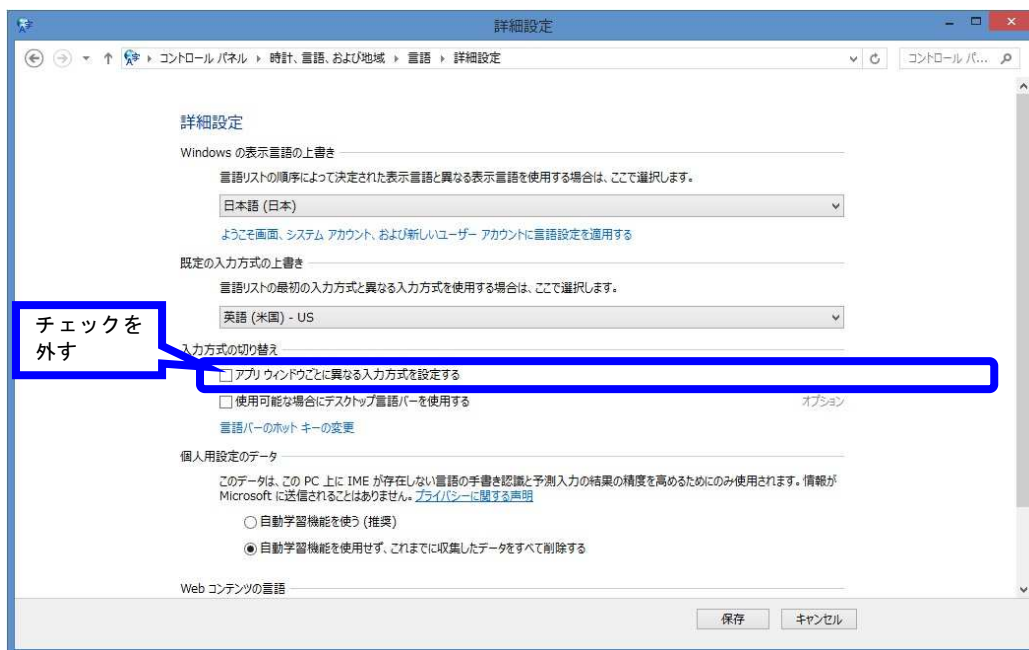 詳細設定
コントロール パネル 時計、言語、および地域 言語 詳細設定
コントロール パ...
詳細設定
Windows の表示言語の上書き
言語リストの順序によって決定された表示言語と異なる表示言語を使用する場合は、ここで選択します。
日本語 (日本)
ようこそ画面、システム アカウント、および新しいユーザー アカウントに言語設定を適用する
既定の入力方式の上書き
言語リストの最初の入力方式と異なる入力方式を使用する場合は、ここで選択します。
英語 (米国) - US
チェックを
外す
入力方式の切り替え
アプリ ウィンドウごとに異なる入力方式を設定する
使用可能な場合にデスクトップ言語バーを使用する オプション
言語バーのホット キーの変更
個人用設定のデータ
このデータは、この PC 上に IME が存在しない言語の手書き認識と予測入力の結果の精度を高めるためにのみ使用されます。情報が
Microsoft に送信されることはありません。プライバシーに関する声明
自動学習機能を使う (推奨)
自動学習機能を使用せず、これまでに収集したデータをすべて削除する
Web コンテンツの言語
保存 キャンセル